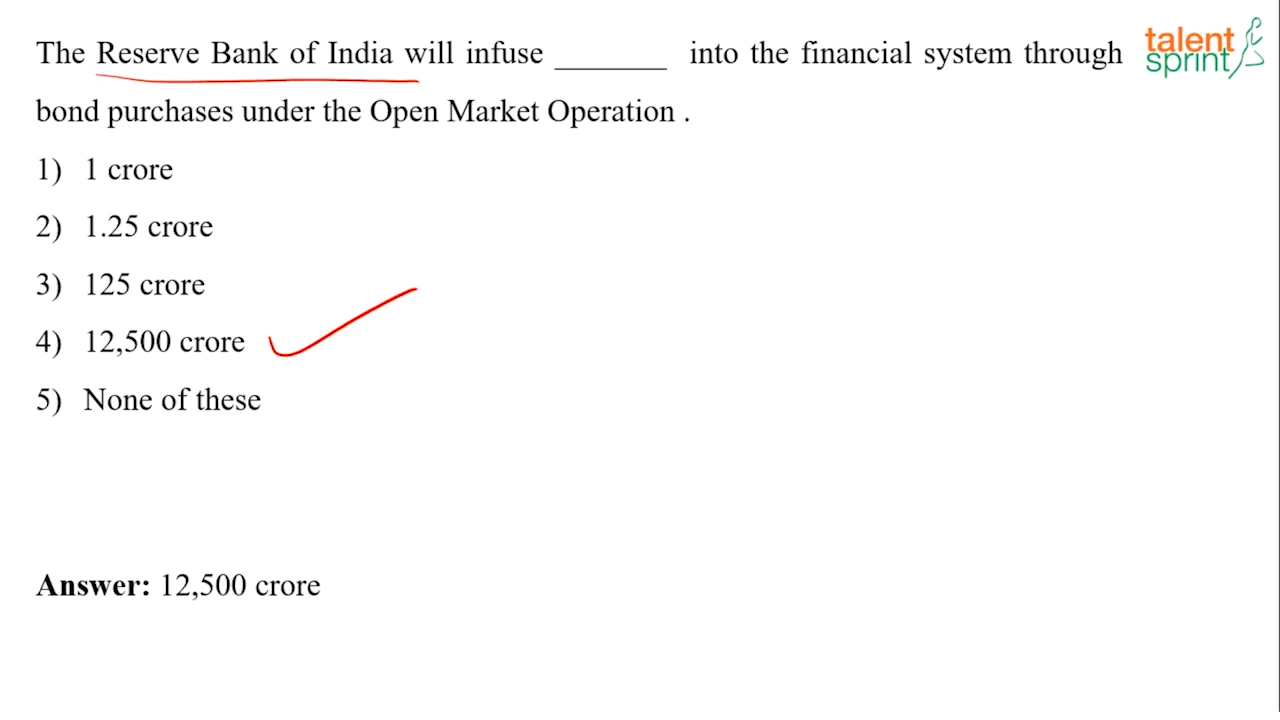 The Reserve Bank of India will infuse _______ into the financial system through
bond purchases under the Open Market Operation .
1) 1 crore
2) 1.25 crore
3) 125 crore
4) 12,500 crore
5) None of these
Answer: 12,500 crore
talent
sprint